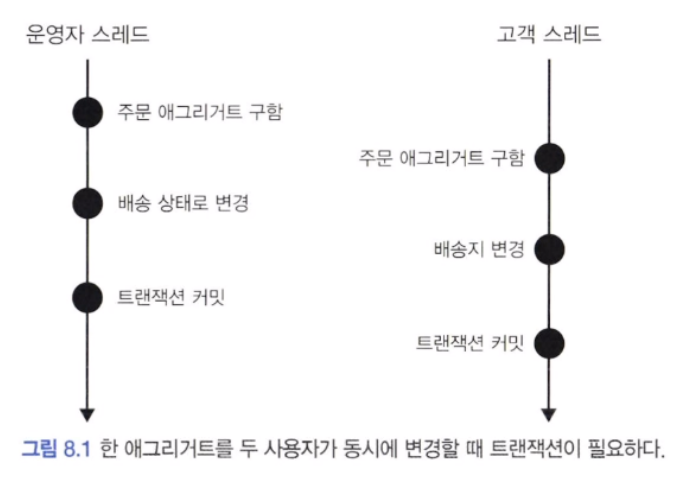 운영자 스레드
고객 스레드
주문 애그리거트 구함
주문 애그리거트 구함
배송 상태로 변경
배송지 변경
트랜잭션 커밋
트랜잭션 커밋
그림 8.1 한 애그리거트를 두 사용자가 동시에 변경할 때 트랜잭션이 필요하다.